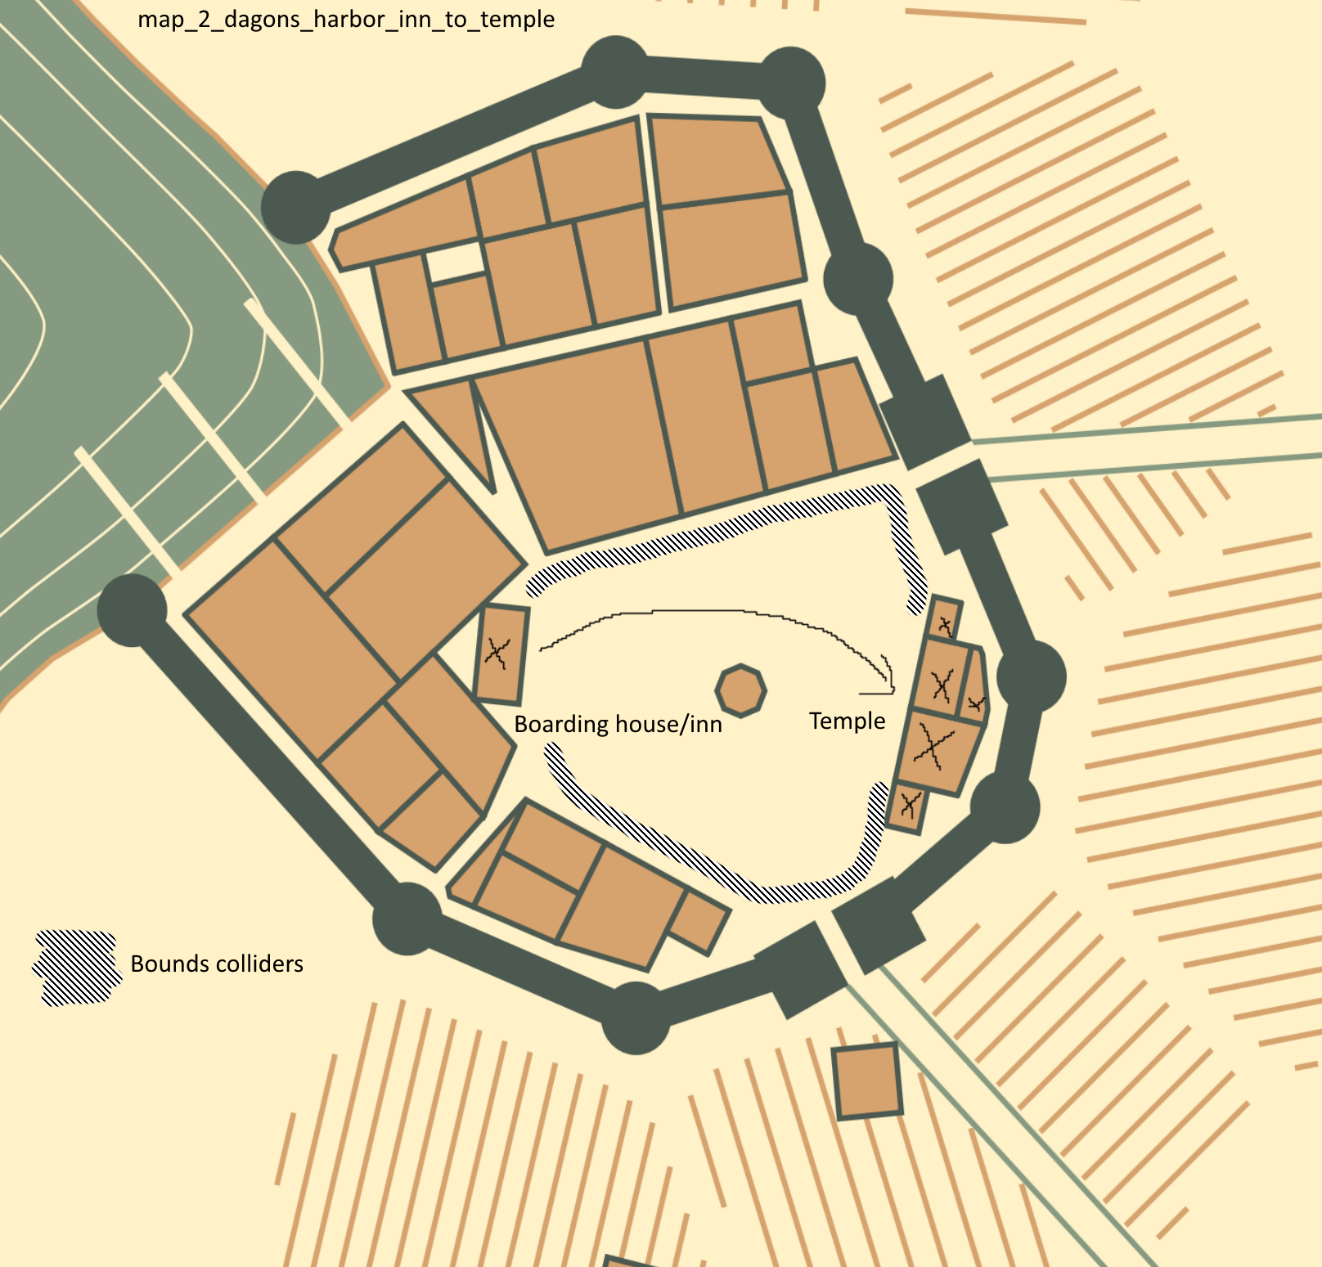 map_2_dagons_harbor_inn_to_temple
Boarding house/inn
Temple
Bounds colliders